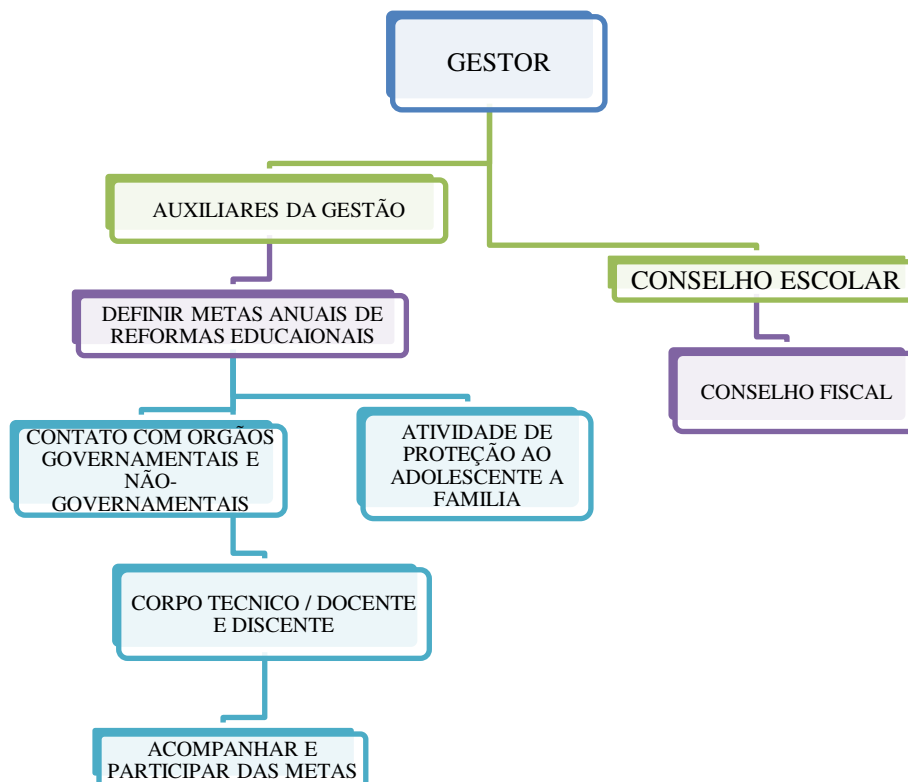 GESTOR
AUXILIARES DA GESTÃO
CONSELHO ESCOLAR
DEFINIR METAS ANUAIS DE
REFORMAS EDUCAIONAIS
CONSELHO FISCAL
CONTATO COM ORGÃOS
GOVERNAMENTAIS E
NÃO-
GOVERNAMENTAIS
ATIVIDADE DE
PROTEÇÃO AO
ADOLESCENTE A
FAMILIA
CORPO TECNICO / DOCENTE
E DISCENTE
ACOMPANHAR E
PARTICIPAR DAS METAS